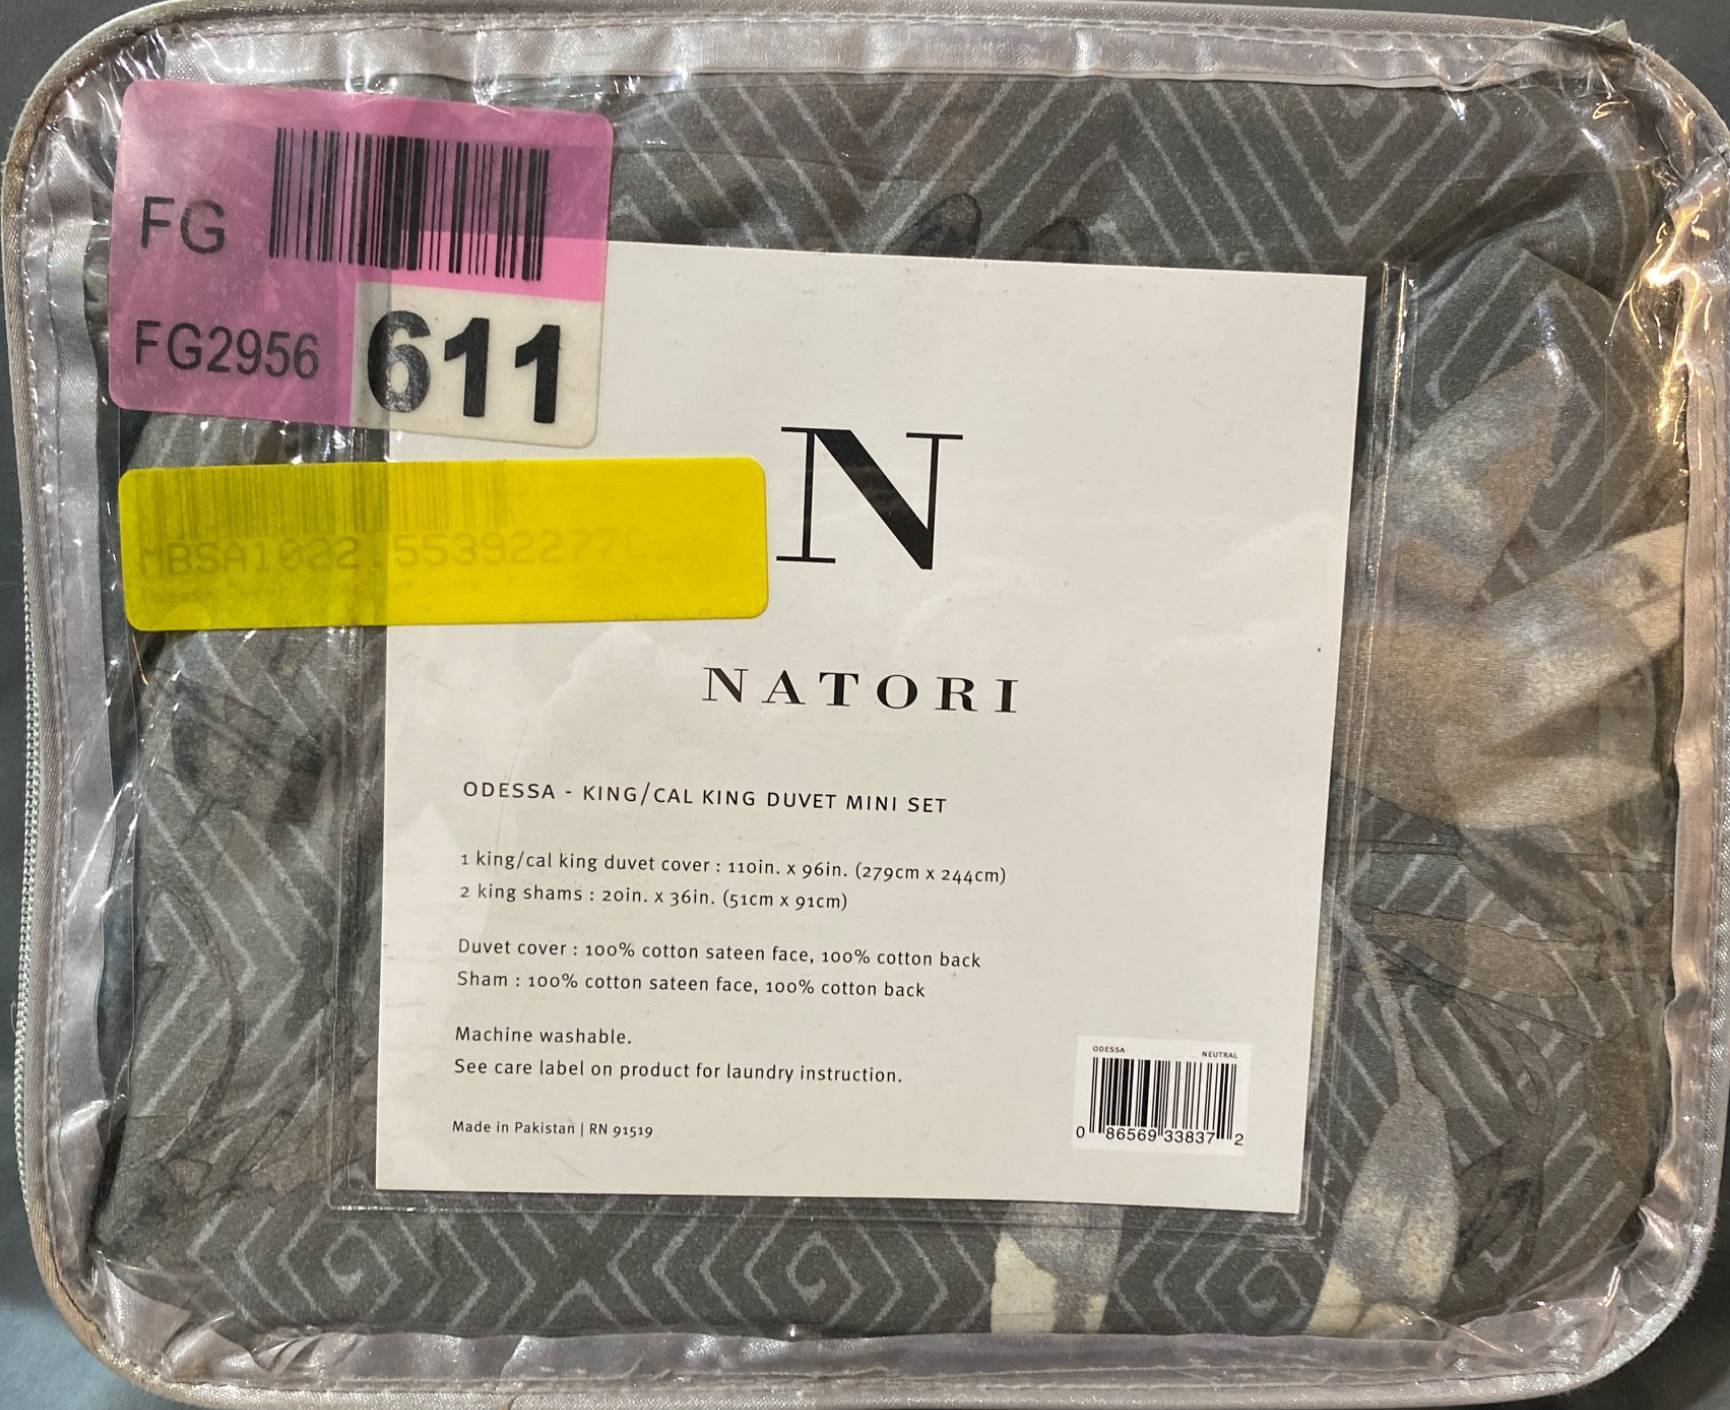 FG
FG2956 611
MBSA1022.55392277
N
NATORI
ODESSA - KING/CAL KING DUVET MINI SET
1 king/cal king duvet cover : 110in. x 96in. (279cm x 244cm)
2 king shams : 20in. x 36in. (51cm x 91cm)
Duvet cover : 100% cotton sateen face, 100% cotton back
Sham : 100% cotton sateen face, 100% cotton back
Machine washable.
See care label on product for laundry instruction.
Made in Pakistan | RN 91519
ODESSA NEUTRAL
0 86569 33837 2